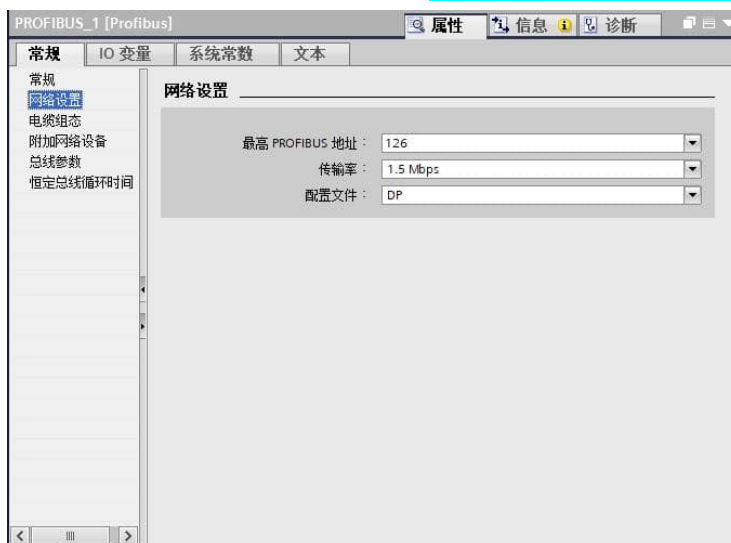 PROFIBUS_1 [Profibus]
属性
信息
诊断
常规
IO 变量
系统常数
文本
常规
网络设置
电缆组态
附加网络设备
总线参数
恒定总线循环时间
网络设置
最高 PROFIBUS 地址：
126
传输率：
1.5 Mbps
配置文件：
DP